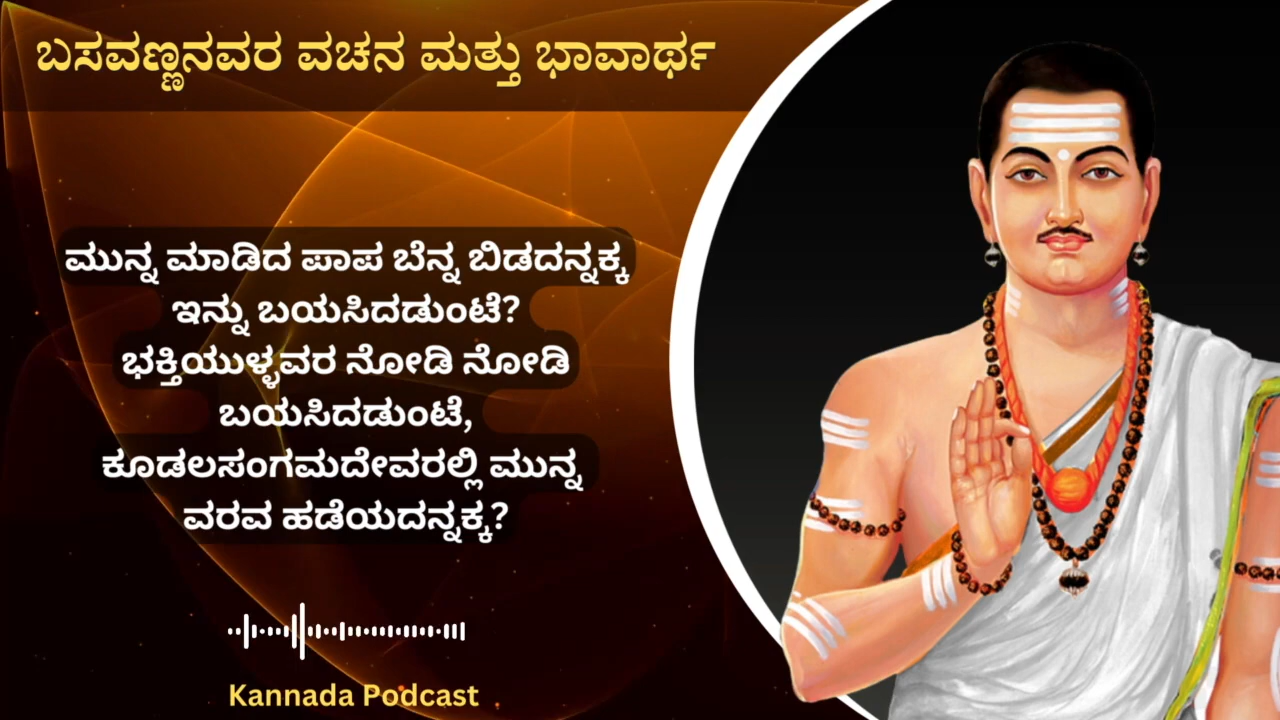 ಬಸವಣ್ಣನವರ ವಚನ ಮತ್ತು ಭಾವಾರ್ಥ
ಮುನ್ನ ಮಾಡಿದ ಪಾಪ ಬೆನ್ನ ಬಿಡದನ್ನಕ್ಕ
ಇನ್ನು ಬಯಸಿದಡುಂಟೆ?
ಭಕ್ತಿಯುಳ್ಳವರ ನೋಡಿ ನೋಡಿ
ಬಯಸಿದಡುಂಟೆ,
ಕೂಡಲಸಂಗಮದೇವರಲ್ಲಿ ಮುನ್ನ
ವರವ ಹಡೆಯದನ್ನಕ್ಕ?
Kannada Podcast